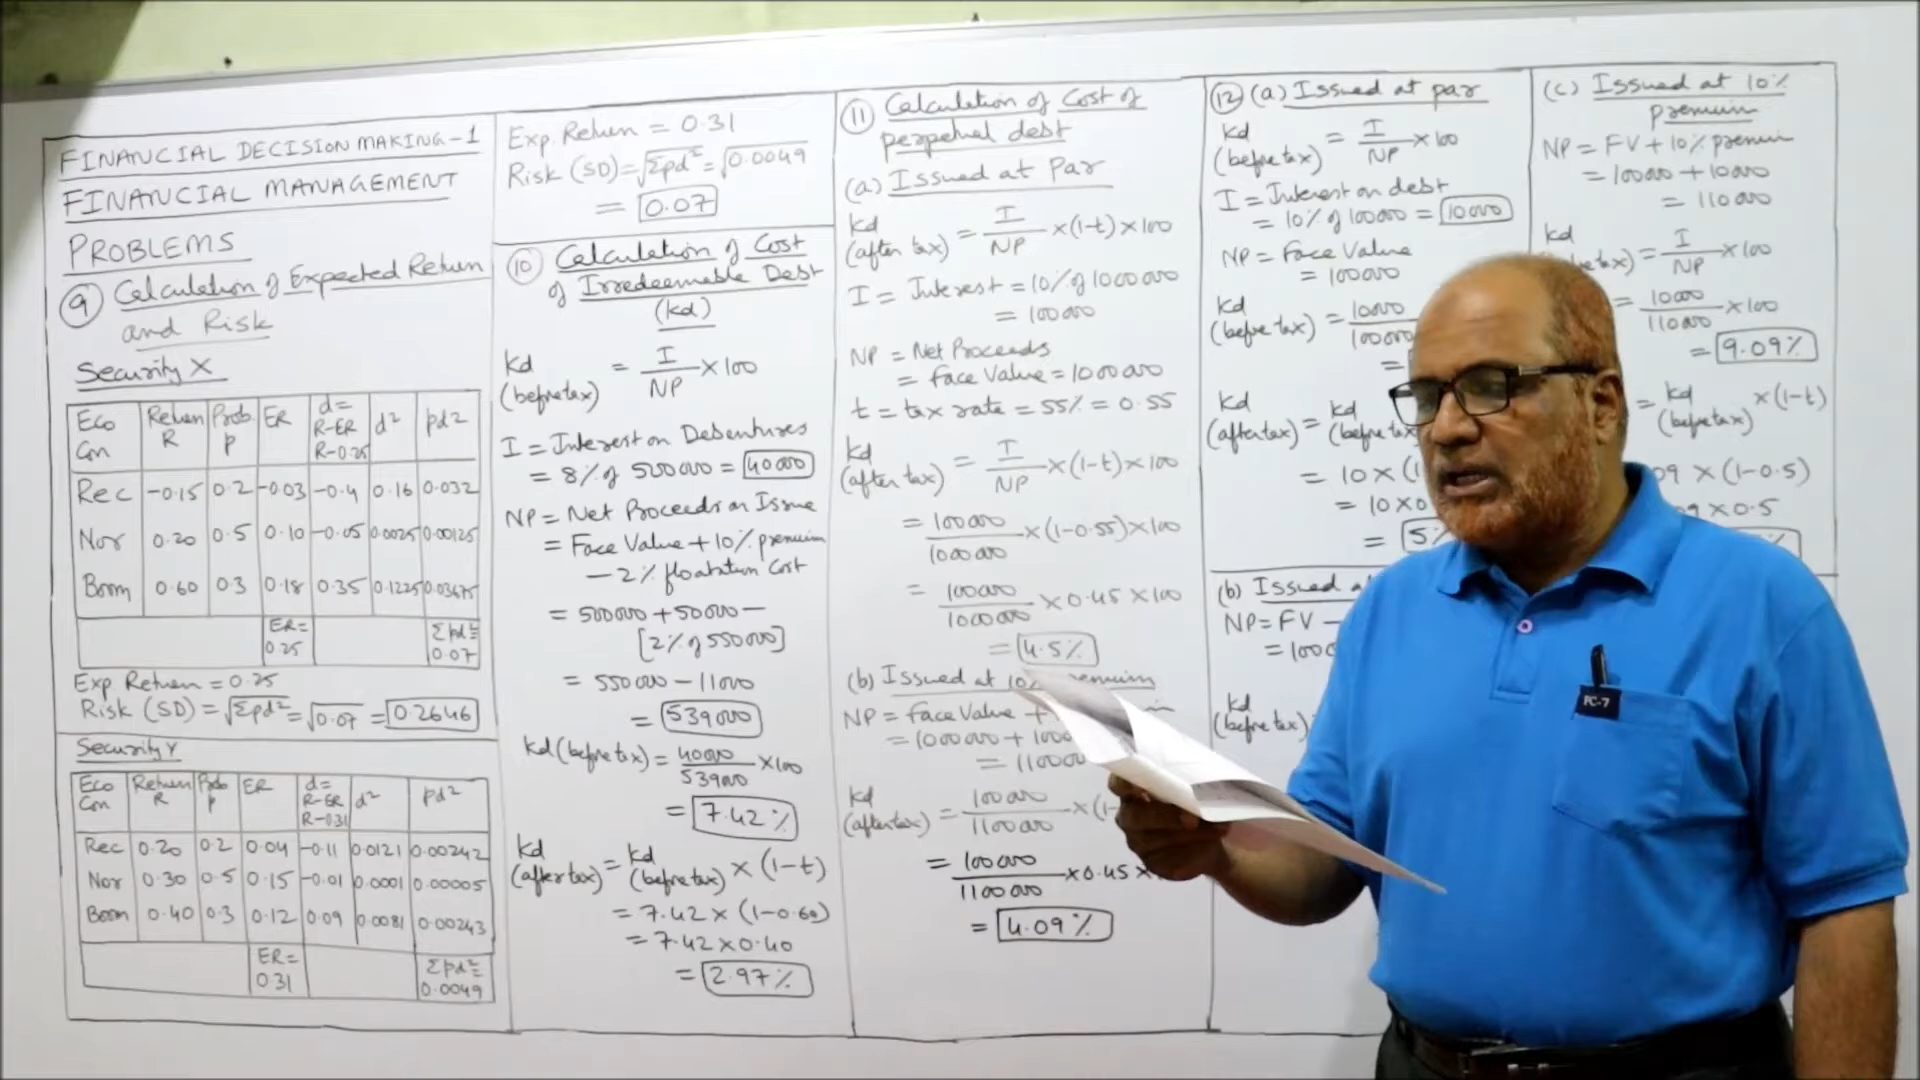 FINANCIAL DECISION MAKING-1
FINANCIAL MANAGEMENT
PROBLEMS
9 Calculation of Expected Return
and Risk
Security X
Eco Con | Return R | Prob. p | ER | d= R-ER R-0.25 | d² | pd²
Rec | -0.15 | 0.2 | -0.03 | -0.4 | 0.16 | 0.032
Nor | 0.20 | 0.5 | 0.10 | -0.05 | 0.0025 | 0.00125
Boom | 0.60 | 0.3 | 0.18 | 0.35 | 0.1225 | 0.03675
ER= 0.25 | Σpd²= 0.07
Exp Return = 0.25
Risk (SD) = √Σpd² = √0.07 = 0.2646
Security Y
Eco Con | Return R | Prob p | ER | d= R-ER R-0.31 | d² | pd²
Rec | 0.20 | 0.2 | 0.04 | -0.11 | 0.0121 | 0.00242
Nor | 0.30 | 0.5 | 0.15 | -0.01 | 0.0001 | 0.00005
Boom | 0.40 | 0.3 | 0.12 | 0.09 | 0.0081 | 0.00243
ER= 0.31 | Σpd²= 0.0049
Exp. Return = 0.31
Risk (SD) = √Σpd² = √0.0049
= 0.07
10 Calculation of Cost
of Irredeemable Debt
(Kd)
Kd (before tax) = I/NP × 100
I = Interest on Debentures
= 8% of 500000 = 40000
NP = Net Proceeds on Issue
= Face Value + 10% premium
- 2% floatation Cost
= 500000 + 50000 -
[2% of 550000]
= 550000 - 11000
= 539000
Kd (before tax) = 40000/539000 × 100
= 7.42%
Kd (after tax) = Kd (before tax) × (1-t)
= 7.42 × (1-0.60)
= 7.42 × 0.40
= 2.97%
11 Calculation of Cost of
perpetual debt
(a) Issued at Par
Kd (after tax) = I/NP × (1-t) × 100
I = Interest = 10% of 1000000
= 100000
NP = Net Proceeds
= Face Value = 1000000
t = tax rate = 55% = 0.55
Kd (after tax) = I/NP × (1-t) × 100
= 100000/1000000 × (1-0.55) × 100
= 100000/1000000 × 0.45 × 100
= 4.5%
(b) Issued at 10%
NP = Face Value +
= 1000000 + 1000
= 110000
Kd (after tax) = 100000/1100000 × (1-
= 100000/1100000 × 0.45 ×
= 4.09%
12 (a) Issued at par
Kd (before tax) = I/NP × 100
I = Interest on debt
= 10% of 100000 = 10000
NP = Face Value
= 100000
Kd (before tax) = 10000/100000
=
Kd (after tax) = Kd (before tax
= 10 × (1
= 10 × 0
= 5%
(b) Issued
NP = FV -
= 1000
Kd (before tax)
(c) Issued at 10%
premium
NP = FV + 10% premium
= 100000 + 10000
= 110000
Kd = I/NP × 100
= 10000/110000 × 100
= 9.09%
= Kd (before tax) × (1-t)
09 × (1-0.5)
9 × 0.5
%
FC-7